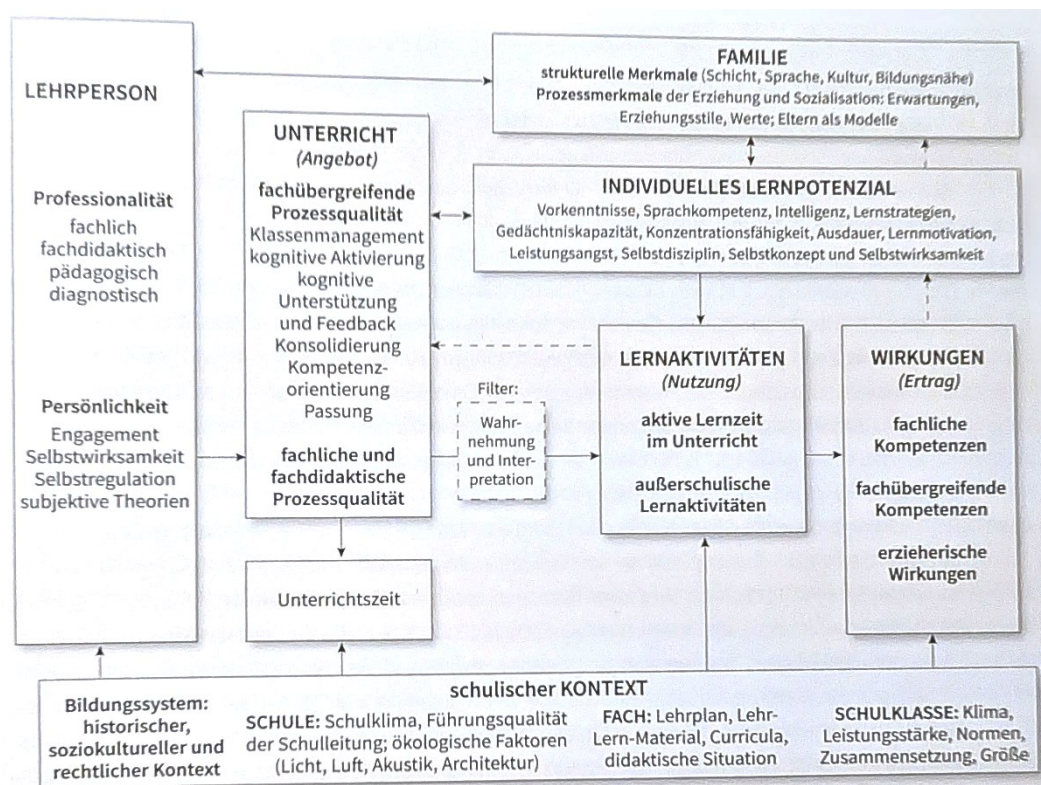 LEHRPERSON
Professionalität
fachlich
fachdidaktisch
pädagogisch
diagnostisch
Persönlichkeit
Engagement
Selbstwirksamkeit
Selbstregulation
subjektive Theorien
UNTERRICHT
(Angebot)
fachübergreifende
Prozessqualität
Klassenmanagement
kognitive Aktivierung
kognitive
Unterstützung
und Feedback
Konsolidierung
Kompetenz-
orientierung
Passung
fachliche und
fachdidaktische
Prozessqualität
Unterrichtszeit
FAMILIE
strukturelle Merkmale (Schicht, Sprache, Kultur, Bildungsnähe)
Prozessmerkmale der Erziehung und Sozialisation: Erwartungen,
Erziehungsstile, Werte; Eltern als Modelle
INDIVIDUELLES LERNPOTENZIAL
Vorkenntnisse, Sprachkompetenz, Intelligenz, Lernstrategien,
Gedächtniskapazität, Konzentrationsfähigkeit, Ausdauer, Lernmotivation,
Leistungsangst, Selbstdisziplin, Selbstkonzept und Selbstwirksamkeit
Filter:
Wahr-
nehmung
und Inter-
pretation
LERNAKTIVITÄTEN
(Nutzung)
aktive Lernzeit
im Unterricht
außerschulische
Lernaktivitäten
WIRKUNGEN
(Ertrag)
fachliche
Kompetenzen
fachübergreifende
Kompetenzen
erzieherische
Wirkungen
schulischer KONTEXT
Bildungssystem:
historischer,
soziokultureller und
rechtlicher Kontext
SCHULE: Schulklima, Führungsqualität
der Schulleitung; ökologische Faktoren
(Licht, Luft, Akustik, Architektur)
FACH: Lehrplan, Lehr-
Lern-Material, Curricula,
didaktische Situation
SCHULKLASSE: Klima,
Leistungsstärke, Normen,
Zusammensetzung, Größe